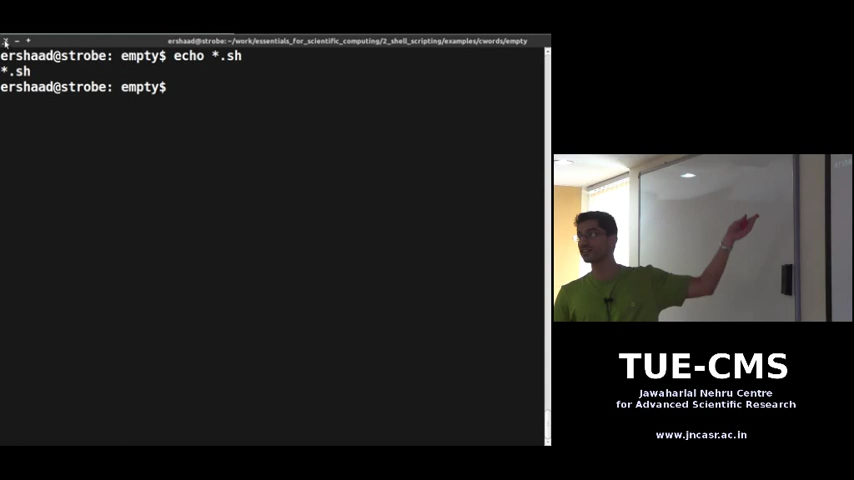 ershaad@strobe: ~/work/essentials_for_scientific_computing/2_shell_scripting/examples/cwords/empty
ershaad@strobe: empty$ echo *.sh
*.sh
ershaad@strobe: empty$
TUE-CMS
Jawaharlal Nehru Centre
for Advanced Scientific Research
www.jncasr.ac.in